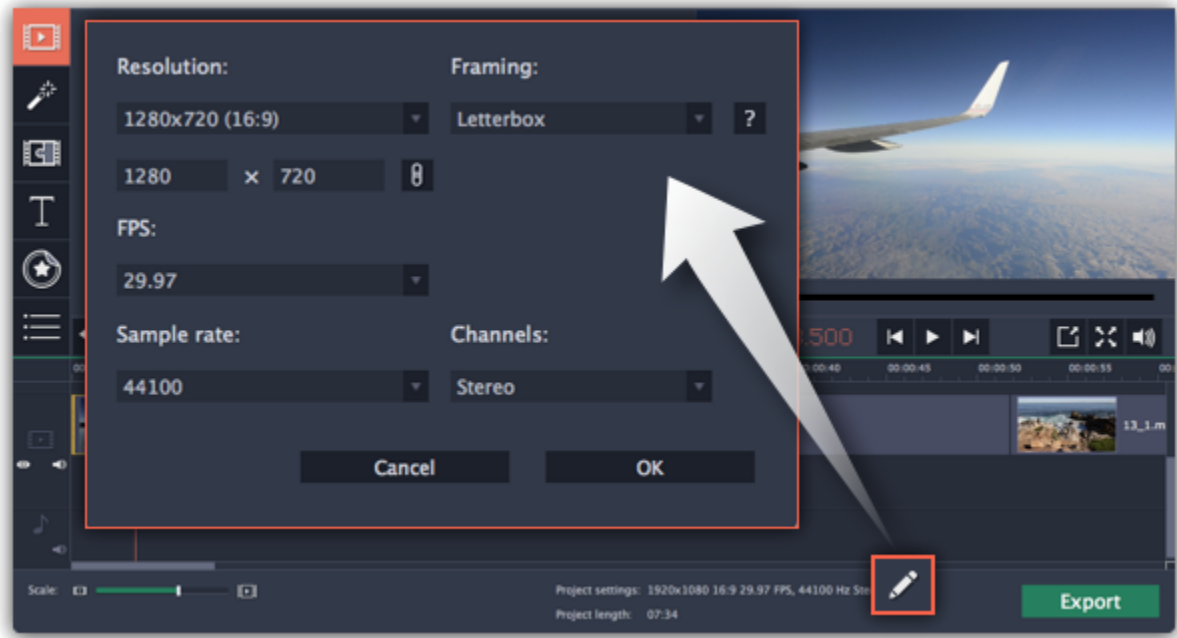 Resolution:
Framing:
1280x720 (16:9)
Letterbox
?
1280 × 720
FPS:
29.97
Sample rate:
Channels:
.500
44100
Stereo
00:00:40 00:00:45 00:00:50 00:00:55
13_1.m
Cancel
OK
Scale:
Project settings: 1920x1080 16:9 29.97 FPS, 44100 Hz Ste
Project length: 07:34
Export